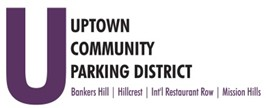 U UPTOWN
COMMUNITY
PARKING DISTRICT
Bankers Hill | Hillcrest | Int'l Restaurant Row | Mission Hills